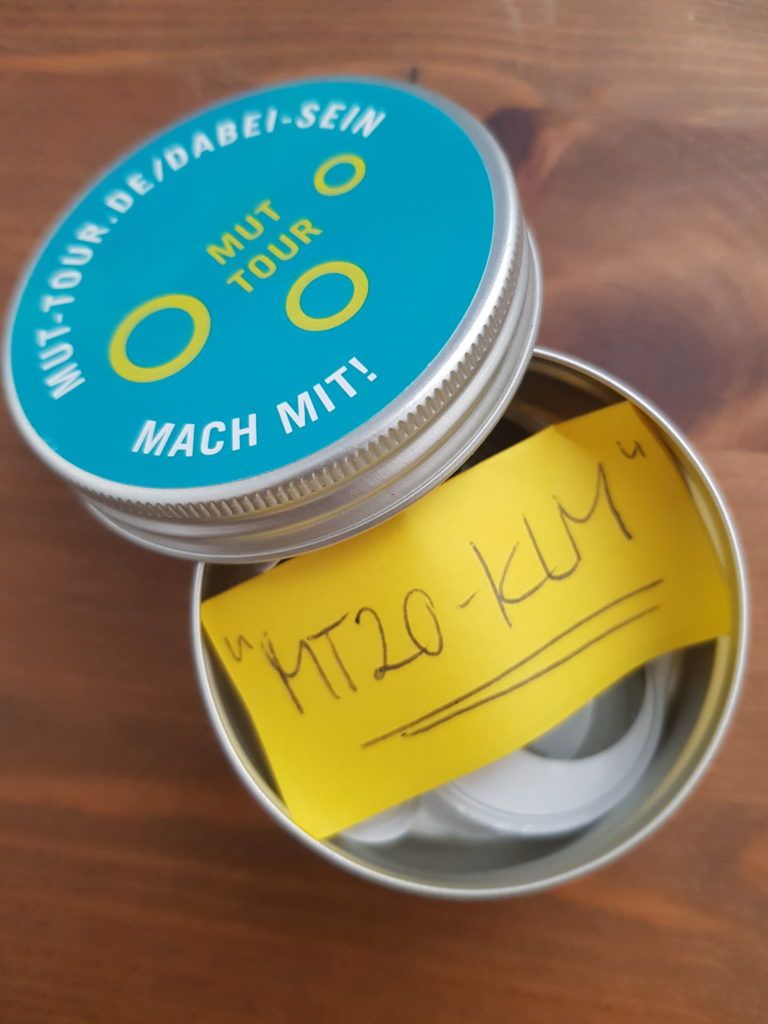 MUT-TOUR.DE/DABEI-SEIN
MUT
TOUR
MACH MIT!
"MT20-KLM"